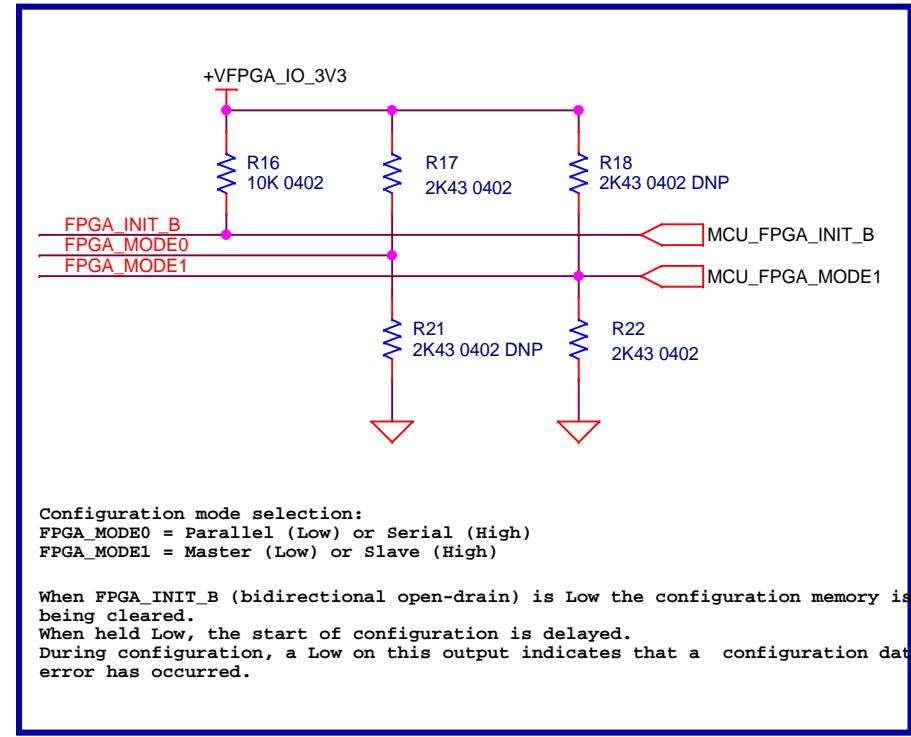 +VFPGA_IO_3V3
R16
10K 0402
R17
2K43 0402
R18
2K43 0402 DNP
FPGA_INIT_B
FPGA_MODE0
FPGA_MODE1
MCU_FPGA_INIT_B
MCU_FPGA_MODE1
R21
2K43 0402 DNP
R22
2K43 0402
Configuration mode selection:
FPGA_MODE0 = Parallel (Low) or Serial (High)
FPGA_MODE1 = Master (Low) or Slave (High)
When FPGA_INIT_B (bidirectional open-drain) is Low the configuration memory is
being cleared.
When held Low, the start of configuration is delayed.
During configuration, a Low on this output indicates that a  configuration dat
error has occurred.